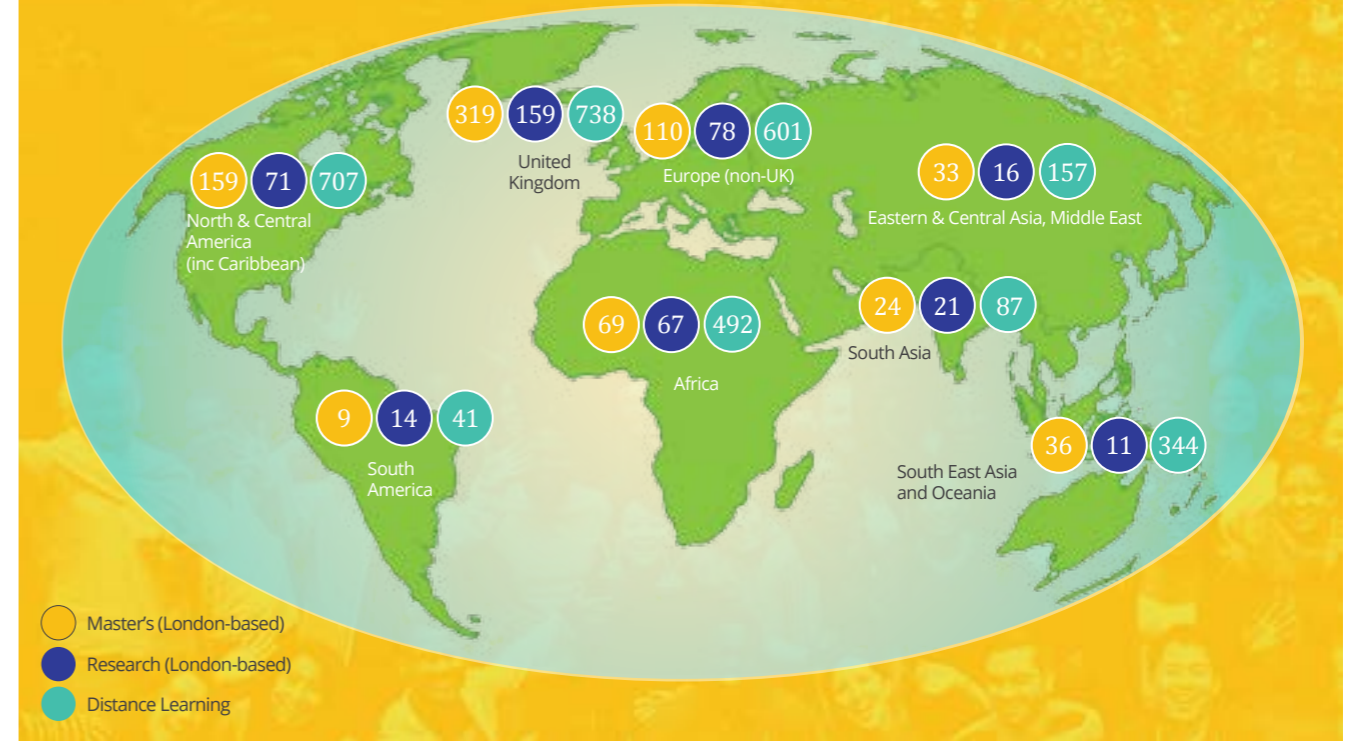 319 159 738
United
Kingdom
110 78 601
Europe (non-UK)
33 16 157
Eastern & Central Asia, Middle East
159 71 707
North & Central
America
(inc Caribbean)
24 21 87
South Asia
69 67 492
Africa
9 14 41
South
America
36 11 344
South East Asia
and Oceania
Master's (London-based)
Research (London-based)
Distance Learning